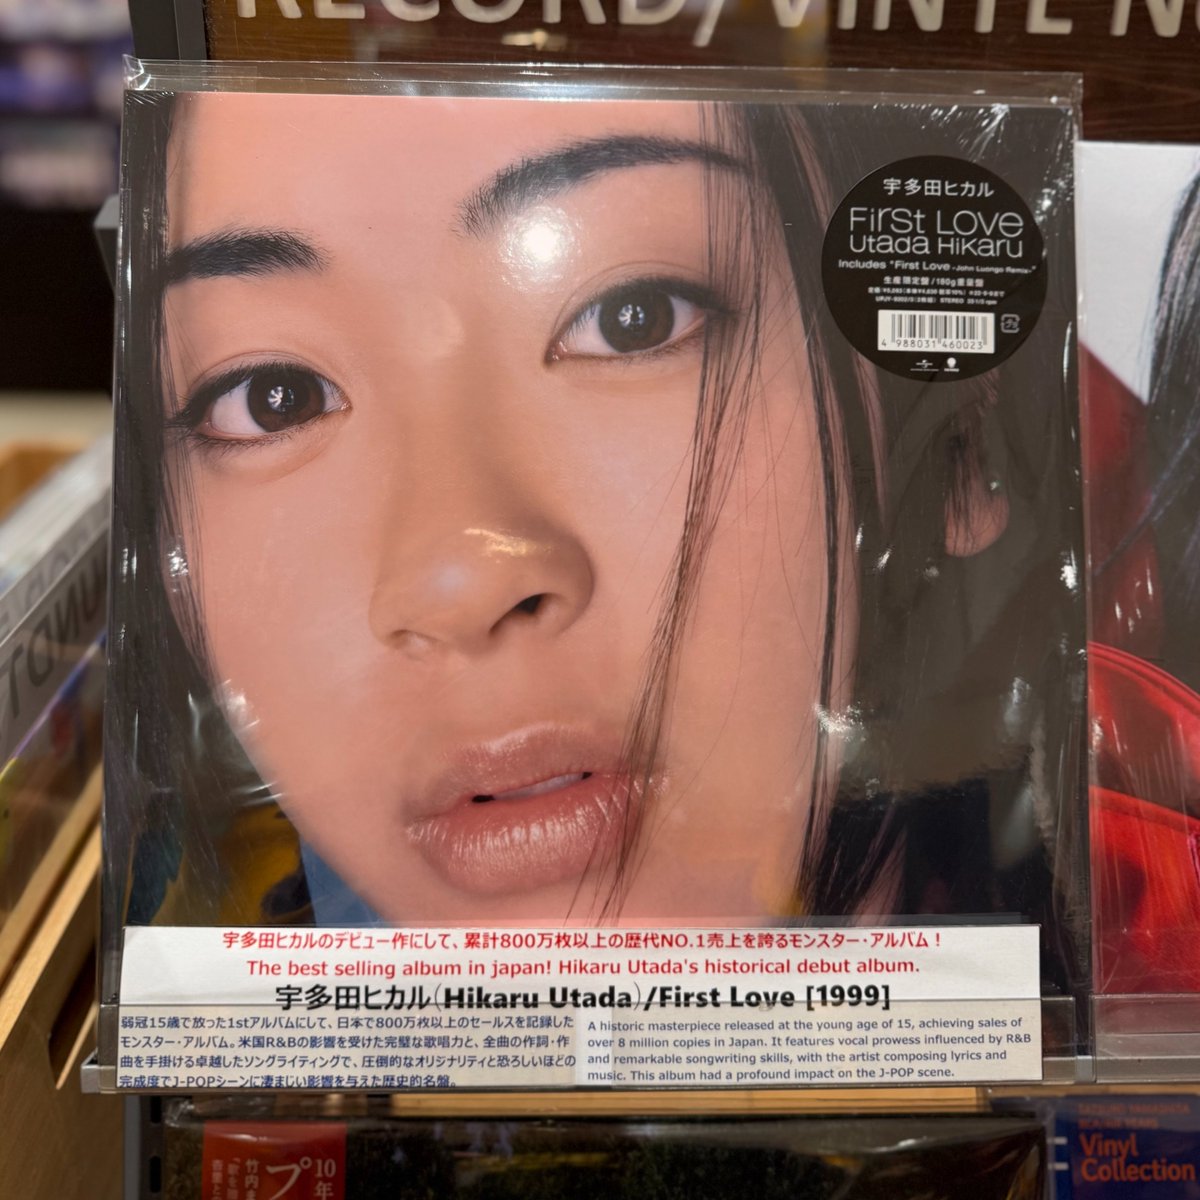 RECORD/VINYL N
宇多田ヒカル
First Love
Utada Hikaru
Includes "First Love -John Luongo Remix-"
生産限定盤/180g重量盤
STEREO 33 1/3 rpm
4 988031 460023
宇多田ヒカルのデビュー作にして、累計800万枚以上の歴代NO.1売上を誇るモンスター・アルバム！
The best selling album in japan! Hikaru Utada's historical debut album.
宇多田ヒカル(Hikaru Utada)/First Love [1999]
弱冠15歳で放った1stアルバムにして、日本で800万枚以上のセールスを記録した
モンスター・アルバム。米国R&Bの影響を受けた完璧な歌唱力と、全曲の作詞・作
曲を手掛ける卓越したソングライティングで、圧倒的なオリジナリティと恐ろしいほどの
完成度でJ-POPシーンに凄まじい影響を与えた歴史的名盤。
A historic masterpiece released at the young age of 15, achieving sales of
over 8 million copies in Japan. It features vocal prowess influenced by R&B
and remarkable songwriting skills, with the artist composing lyrics and
music. This album had a profound impact on the J-POP scene.
10年
プ
竹内ま
Vinyl
Collection